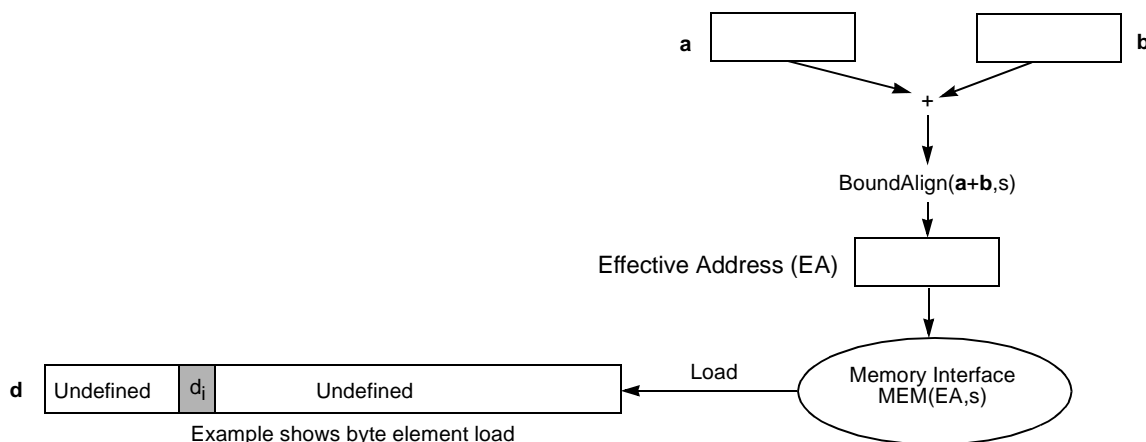 a
b
+
BoundAlign(a+b,s)
Effective Address (EA)
Memory Interface
MEM(EA,s)
Load
d
Undefined
di
Undefined
Example shows byte element load